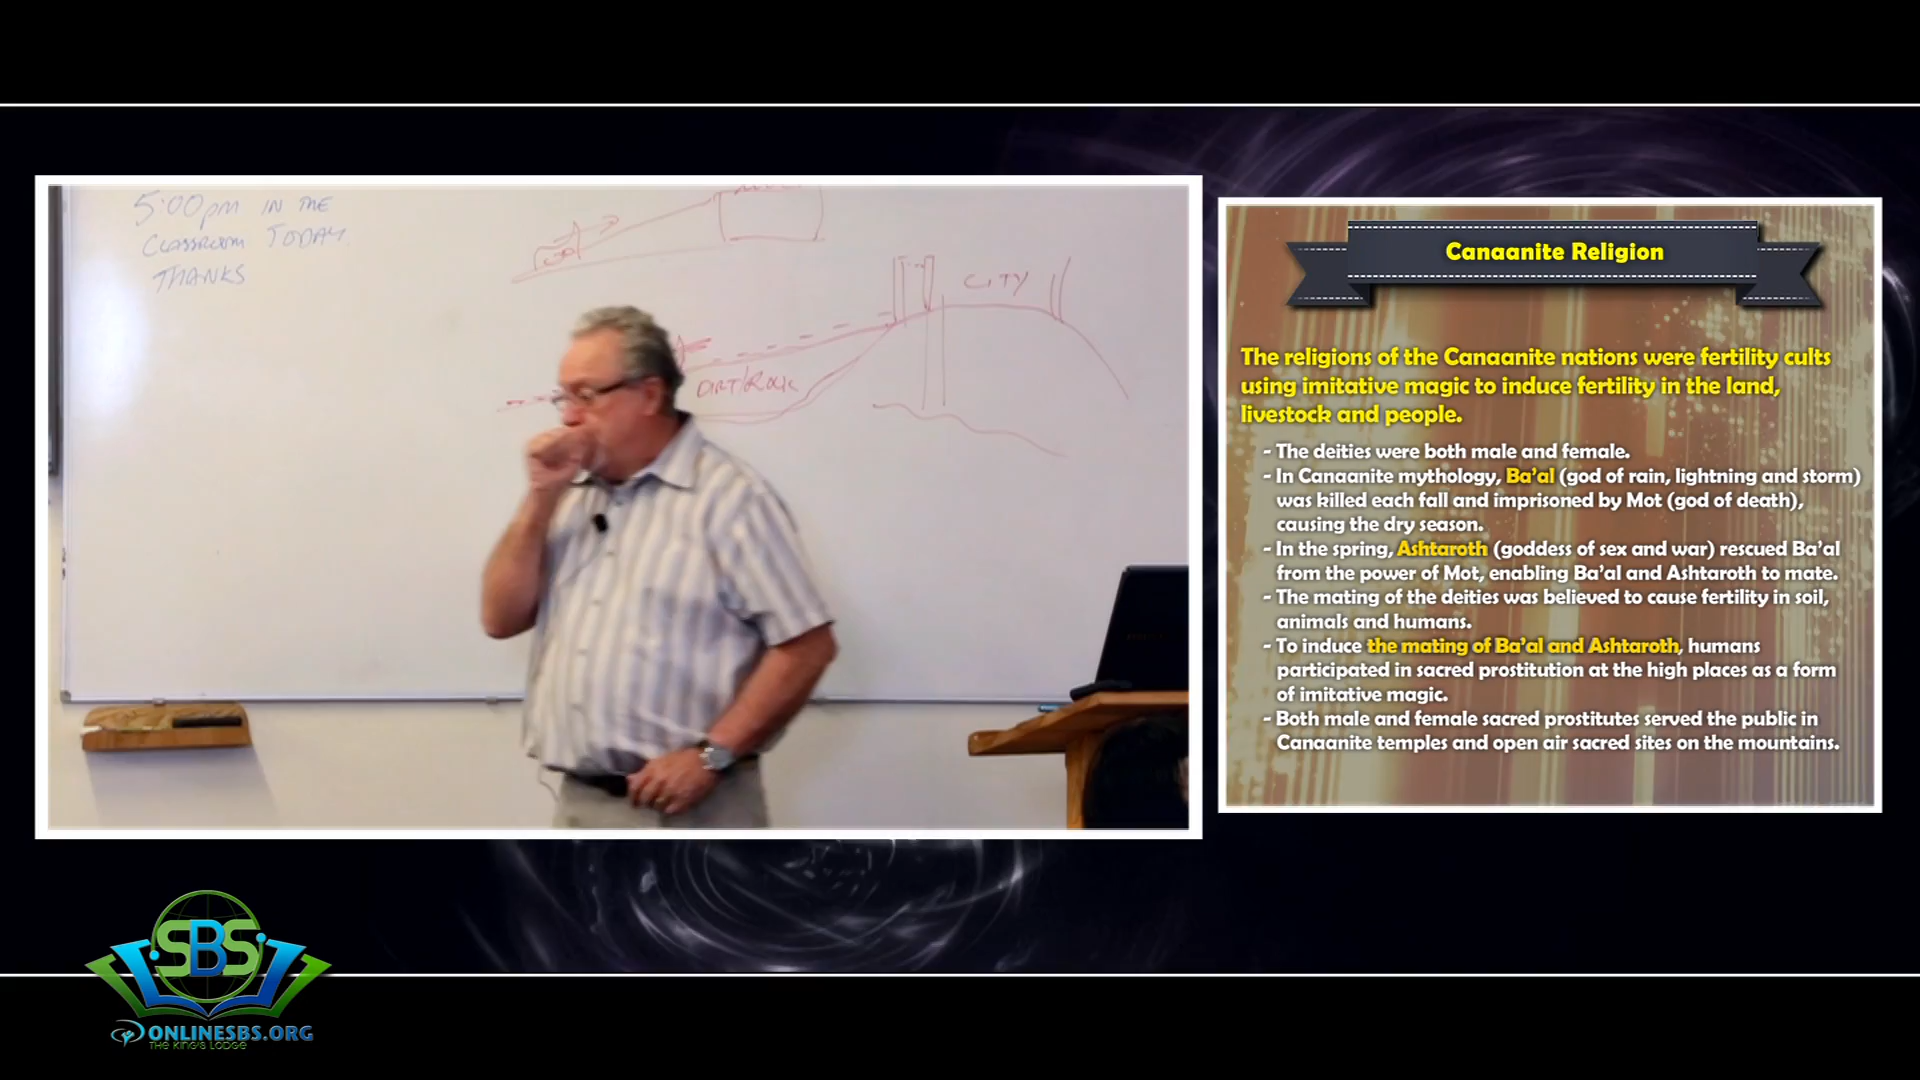 5:00pm IN THE
CLASSROOM TODAY.
THANKS
CITY
DIRT/ROCK
Canaanite Religion
The religions of the Canaanite nations were fertility cults
using imitative magic to induce fertility in the land,
livestock and people.
- The deities were both male and female.
- In Canaanite mythology, Ba'al (god of rain, lightning and storm)
was killed each fall and imprisoned by Mot (god of death),
causing the dry season.
- In the spring, Ashtaroth (goddess of sex and war) rescued Ba'al
from the power of Mot, enabling Ba'al and Ashtaroth to mate.
- The mating of the deities was believed to cause fertility in soil,
animals and humans.
- To induce the mating of Ba'al and Ashtaroth, humans
participated in sacred prostitution at the high places as a form
of imitative magic.
- Both male and female sacred prostitutes served the public in
Canaanite temples and open air sacred sites on the mountains.
SBS
ONLINESBS.ORG
THE KING'S LODGE